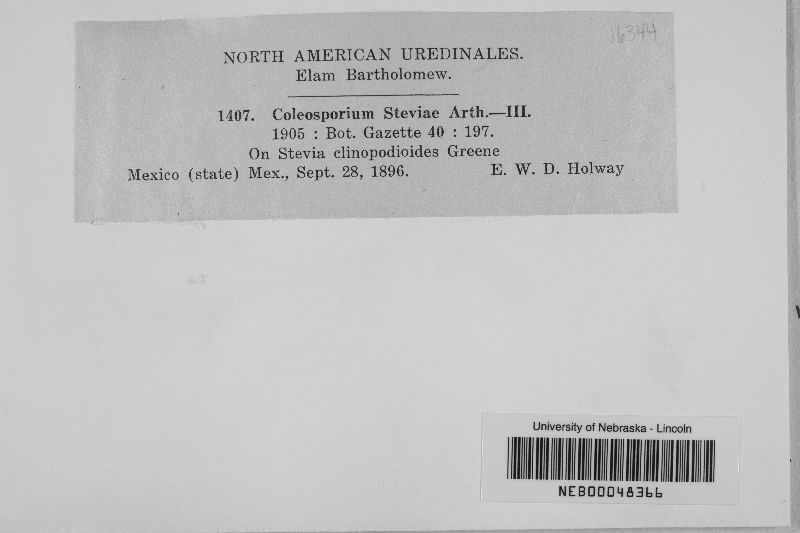 16344
NORTH AMERICAN UREDINALES.
Elam Bartholomew.
1407. Coleosporium Steviae Arth.—III.
1905 : Bot. Gazette 40 : 197.
On Stevia clinopodioides Greene
Mexico (state) Mex., Sept. 28, 1896. E. W. D. Holway
University of Nebraska - Lincoln
NEB00048366